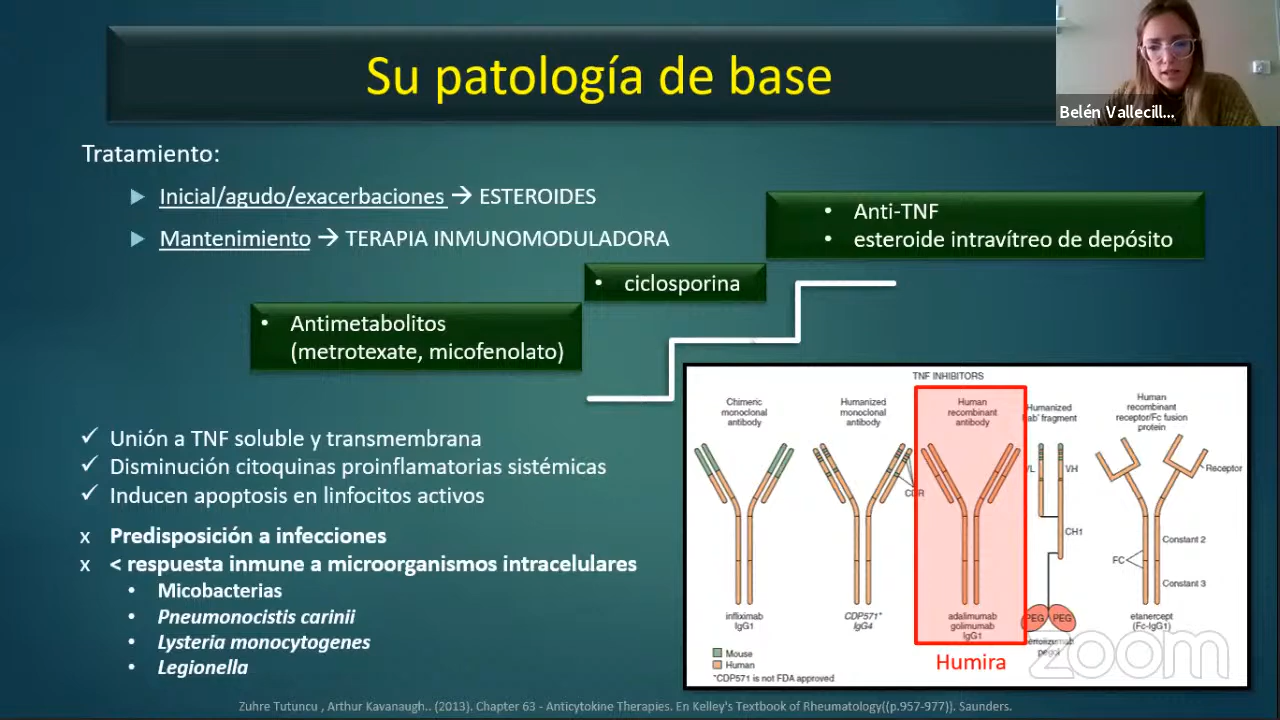 Su patología de base
Belén Vallecill...
Tratamiento:
Inicial/agudo/exacerbaciones → ESTEROIDES
Mantenimiento → TERAPIA INMUNOMODULADORA
• Anti-TNF
• esteroide intravítreo de depósito
• ciclosporina
• Antimetabolitos
(metrotexate, micofenolato)
✓ Unión a TNF soluble y transmembrana
✓ Disminución citoquinas proinflamatorias sistémicas
✓ Inducen apoptosis en linfocitos activos
x Predisposición a infecciones
x < respuesta inmune a microorganismos intracelulares
• Micobacterias
• Pneumonocistis carinii
• Lysteria monocytogenes
• Legionella
TNF INHIBITORS
Chimeric
monoclonal
antibody
Humanized
monoclonal
antibody
Human
recombinant
antibody
Humanized
ab' fragment
Human
recombinant
receptor/Fc fusion
protein
VL
VH
Receptor
CDR
CH1
Constant 2
FC
Constant 3
infliximab
IgG1
CDP571*
IgG4
adalimumab
golimumab
IgG1
PEG
PEG
pegol
etanercept
(Fc-IgG1)
Mouse
Human
*CDP571 is not FDA approved
Humira
zoom
Zuhre Tutuncu , Arthur Kavanaugh.. (2013). Chapter 63 - Anticytokine Therapies. En Kelley's Textbook of Rheumatology((p.957-977)). Saunders.